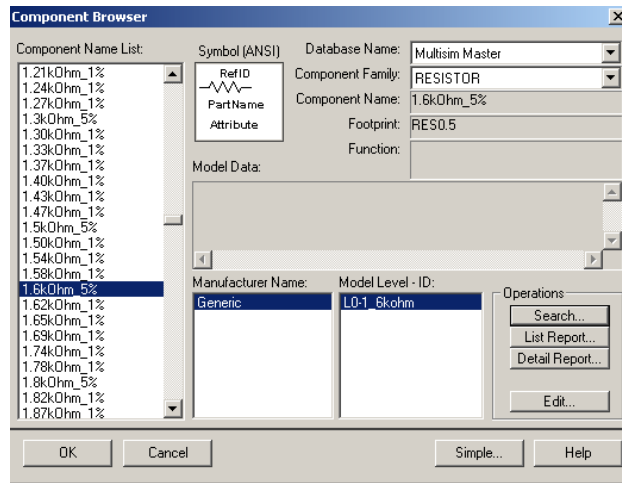 Component Browser
Component Name List:
1.21kOhm_1%
1.24kOhm_1%
1.27kOhm_1%
1.3kOhm_5%
1.30kOhm_1%
1.33kOhm_1%
1.37kOhm_1%
1.40kOhm_1%
1.43kOhm_1%
1.47kOhm_1%
1.5kOhm_5%
1.50kOhm_1%
1.54kOhm_1%
1.58kOhm_1%
1.6kOhm_5%
1.62kOhm_1%
1.65kOhm_1%
1.69kOhm_1%
1.74kOhm_1%
1.78kOhm_1%
1.8kOhm_5%
1.82kOhm_1%
1.87kOhm_1%
Symbol (ANSI)
RefID
PartName
Attribute
Database Name: Multisim Master
Component Family: RESISTOR
Component Name: 1.6kOhm_5%
Footprint: RES0.5
Function:
Model Data:
Manufacturer Name:
Generic
Model Level - ID:
L0-1_6kohm
Operations
Search...
List Report...
Detail Report...
Edit...
OK
Cancel
Simple...
Help